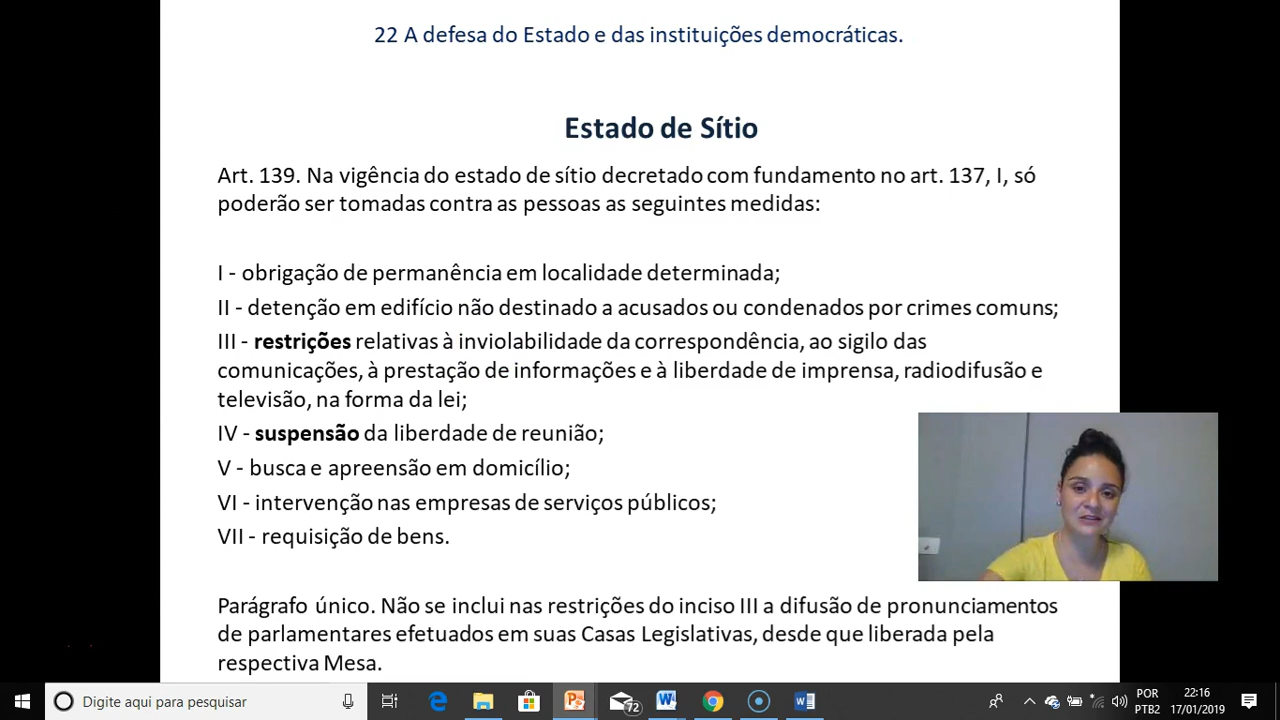 22 A defesa do Estado e das instituições democráticas.
Estado de Sítio
Art. 139. Na vigência do estado de sítio decretado com fundamento no art. 137, I, só
poderão ser tomadas contra as pessoas as seguintes medidas:
I - obrigação de permanência em localidade determinada;
II - detenção em edifício não destinado a acusados ou condenados por crimes comuns;
III - restrições relativas à inviolabilidade da correspondência, ao sigilo das
comunicações, à prestação de informações e à liberdade de imprensa, radiodifusão e
televisão, na forma da lei;
IV - suspensão da liberdade de reunião;
V - busca e apreensão em domicílio;
VI - intervenção nas empresas de serviços públicos;
VII - requisição de bens.
Parágrafo único. Não se inclui nas restrições do inciso III a difusão de pronunciamentos
de parlamentares efetuados em suas Casas Legislativas, desde que liberada pela
respectiva Mesa.
Digite aqui para pesquisar
72
POR 22:16
PTB2 17/01/2019